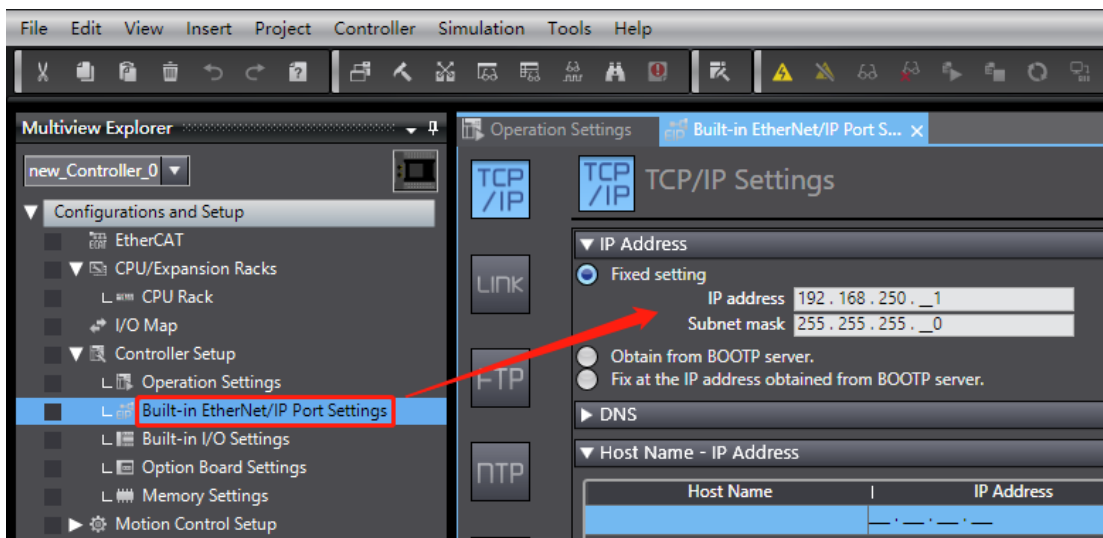 File Edit View Insert Project Controller Simulation Tools Help
Multiview Explorer
new_Controller_0
Configurations and Setup
EtherCAT
CPU/Expansion Racks
CPU Rack
I/O Map
Controller Setup
Operation Settings
Built-in EtherNet/IP Port Settings
Built-in I/O Settings
Option Board Settings
Memory Settings
Motion Control Setup
Operation Settings Built-in EtherNet/IP Port S...
TCP/IP
LINK
FTP
NTP
TCP/IP TCP/IP Settings
IP Address
Fixed setting
IP address 192 . 168 . 250 . __1
Subnet mask 255 . 255 . 255 . __0
Obtain from BOOTP server.
Fix at the IP address obtained from BOOTP server.
DNS
Host Name - IP Address
Host Name IP Address